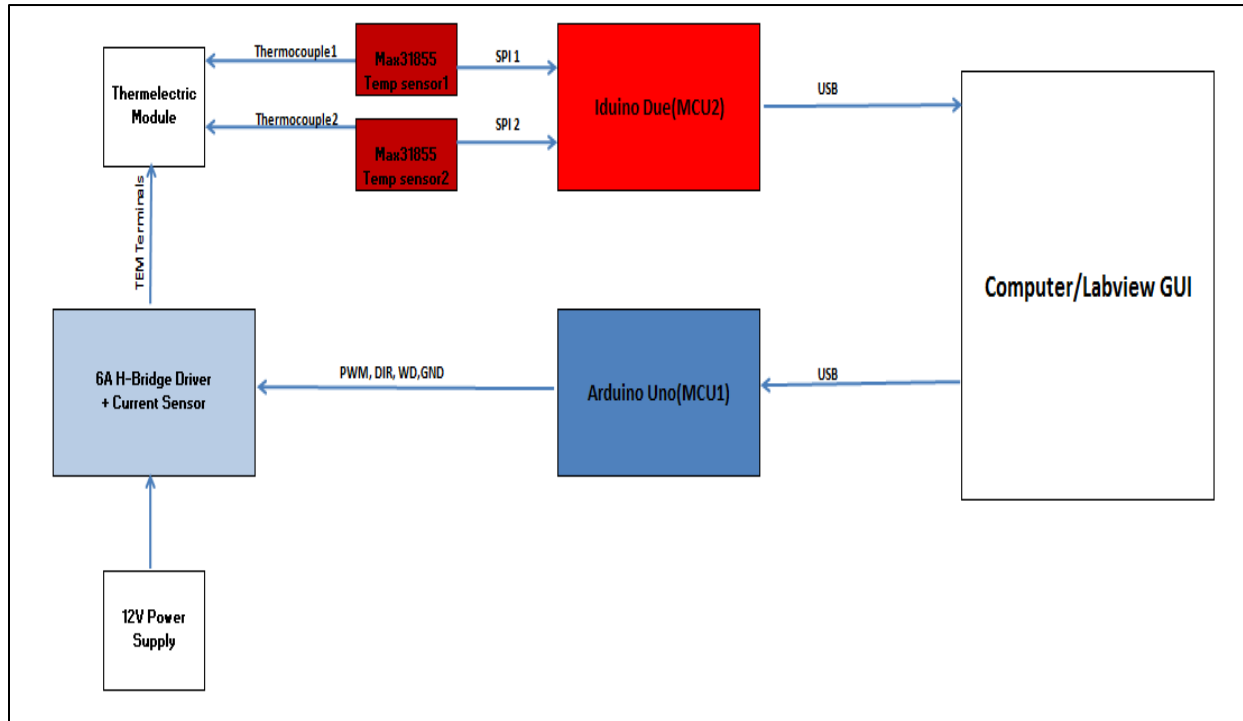 Thermelectric
Module
Thermocouple1
Thermocouple2
Max31855
Temp sensor1
Max31855
Temp sensor2
SPI 1
SPI 2
Iduino Due(MCU2)
USB
Computer/Labview GUI
TEM Terminals
6A H-Bridge Driver
+ Current Sensor
PWM, DIR, WD,GND
Arduino Uno(MCU1)
USB
12V Power
Supply